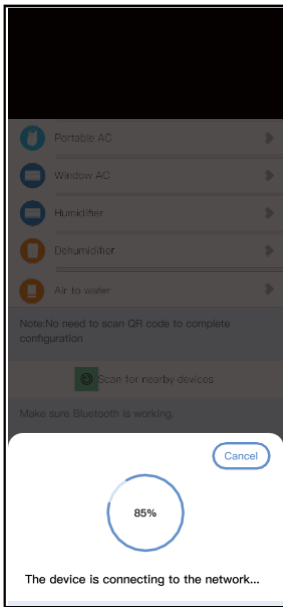 Portable AC
Window AC
Humidifier
Dehumidifier
Air to water
Note:No need to scan QR code to complete
configuration
Scan for nearby devices
Make sure Bluetooth is working.
Cancel
85%
The device is connecting to the network...